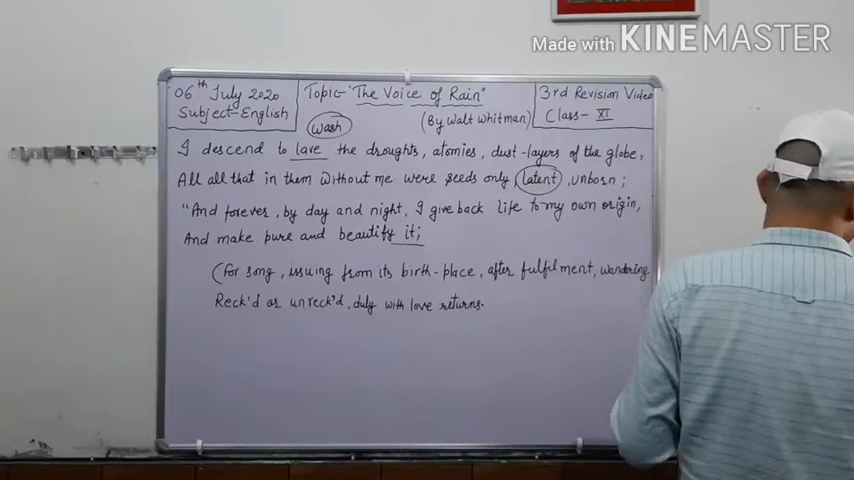 Made with KINEMASTER
06th July 2020
Subject-English
Topic- "The Voice of Rain"
(By Walt Whitman)
3rd Revision Video
Class- XI
wash
I descend to lave the droughts, atomies, dust-layers of the globe,
All all that in them without me were seeds only, latent, unborn;
"And forever, by day and night, I give back life to my own origin,
And make pure and beautify it;
(For song, issuing from its birth-place, after fulfilment, wandering
Reck'd or unreck'd, duly with love returns.